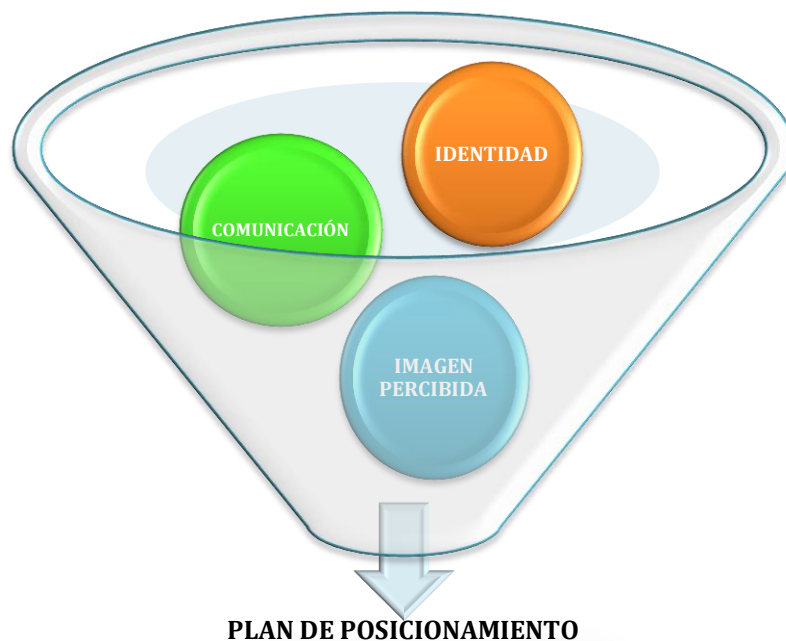 IDENTIDAD
COMUNICACIÓN
IMAGEN
PERCIBIDA
PLAN DE POSICIONAMIENTO